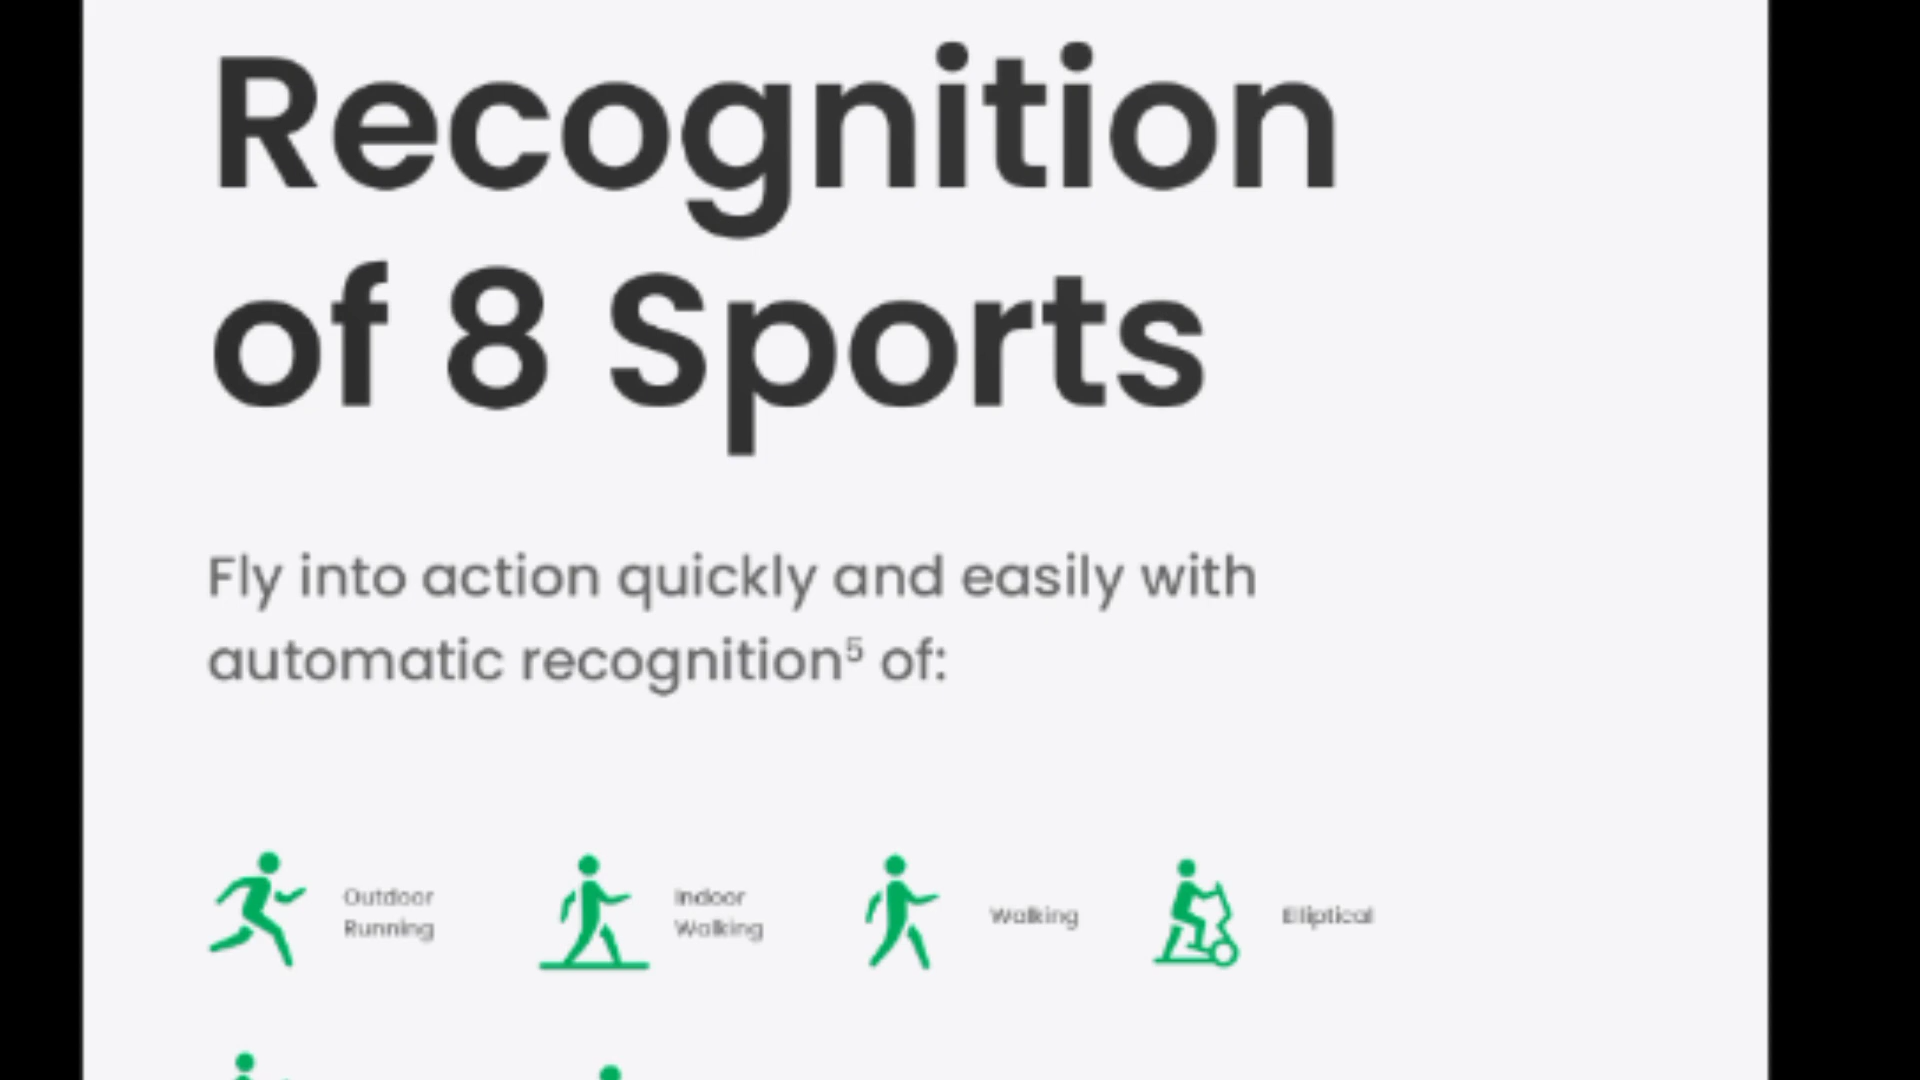 Recognition
of 8 Sports
Fly into action quickly and easily with
automatic recognition⁵ of:
Outdoor
Running
Indoor
Walking
Walking
Elliptical